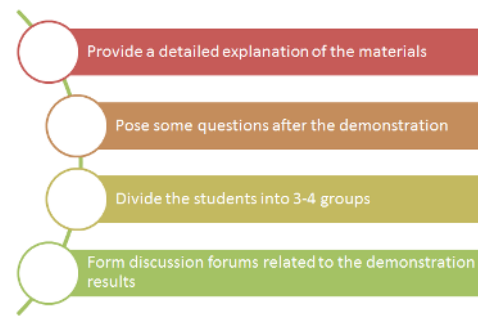 Provide a detailed explanation of the materials
Pose some questions after the demonstration
Divide the students into 3-4 groups
Form discussion forums related to the demonstration
results